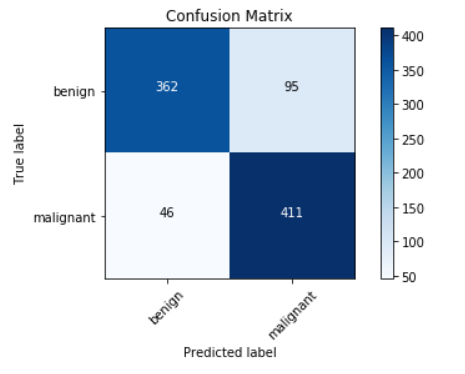 Confusion Matrix
True label
benign
malignant
362
95
46
411
benign
malignant
Predicted label
400
350
300
250
200
150
100
50